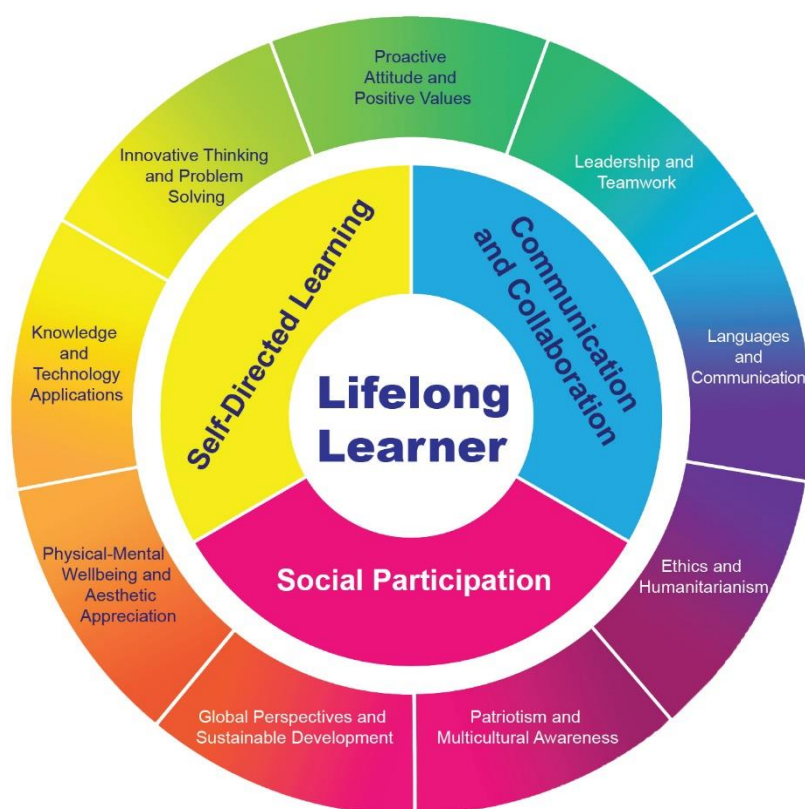 Proactive
Attitude and
Positive Values
Leadership and
Teamwork
Languages
and
Communication
Ethics and
Humanitarianism
Patriotism and
Multicultural Awareness
Global Perspectives and
Sustainable Development
Physical-Mental
Wellbeing and
Aesthetic
Appreciation
Knowledge
and
Technology
Applications
Innovative Thinking
and Problem
Solving
Self-Directed Learning
Communication
and Collaboration
Social Participation
Lifelong
Learner